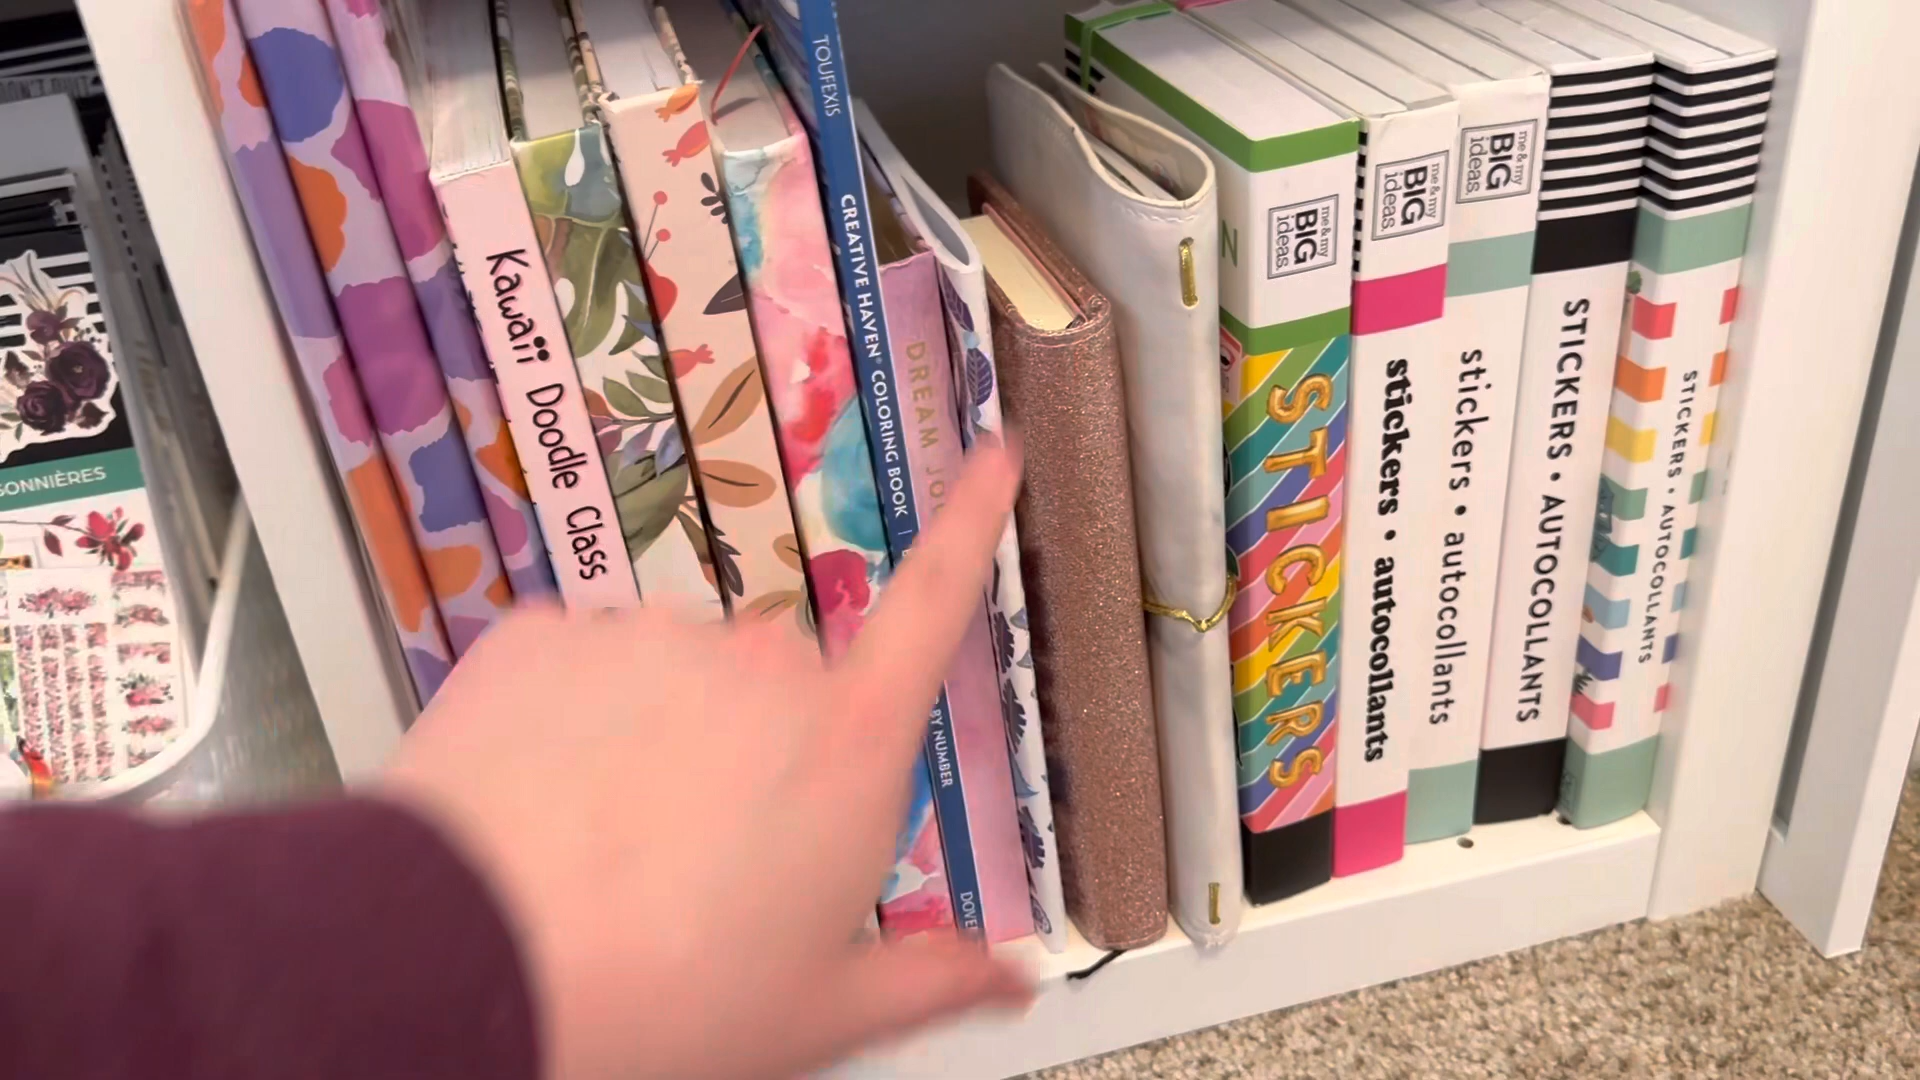 SONNIÈRES
Kawaii Doodle Class
TOUFEXIS
CREATIVE HAVEN® COLORING BOOK
BY NUMBER
DOVE
DREAM JO
N
me & my
BIG
ideas.
STICKERS
me & my
BIG
ideas.
stickers • autocollants
me & my
BIG
ideas.
stickers • autocollants
STICKERS • AUTOCOLLANTS
STICKERS • AUTOCOLLANTS